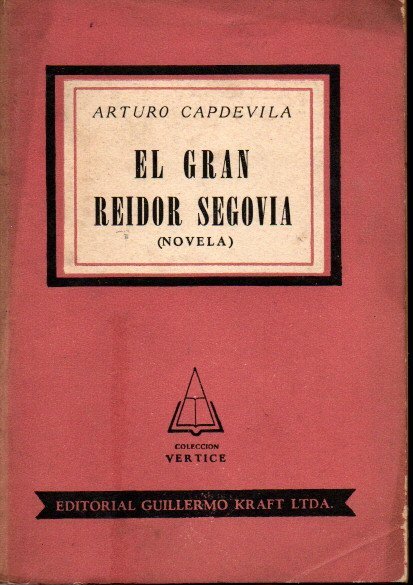 ARTURO CAPDEVILA
EL GRAN
REIDOR SEGOVIA
(NOVELA)
COLECCION
VERTICE
EDITORIAL GUILLERMO KRAFT LTDA.